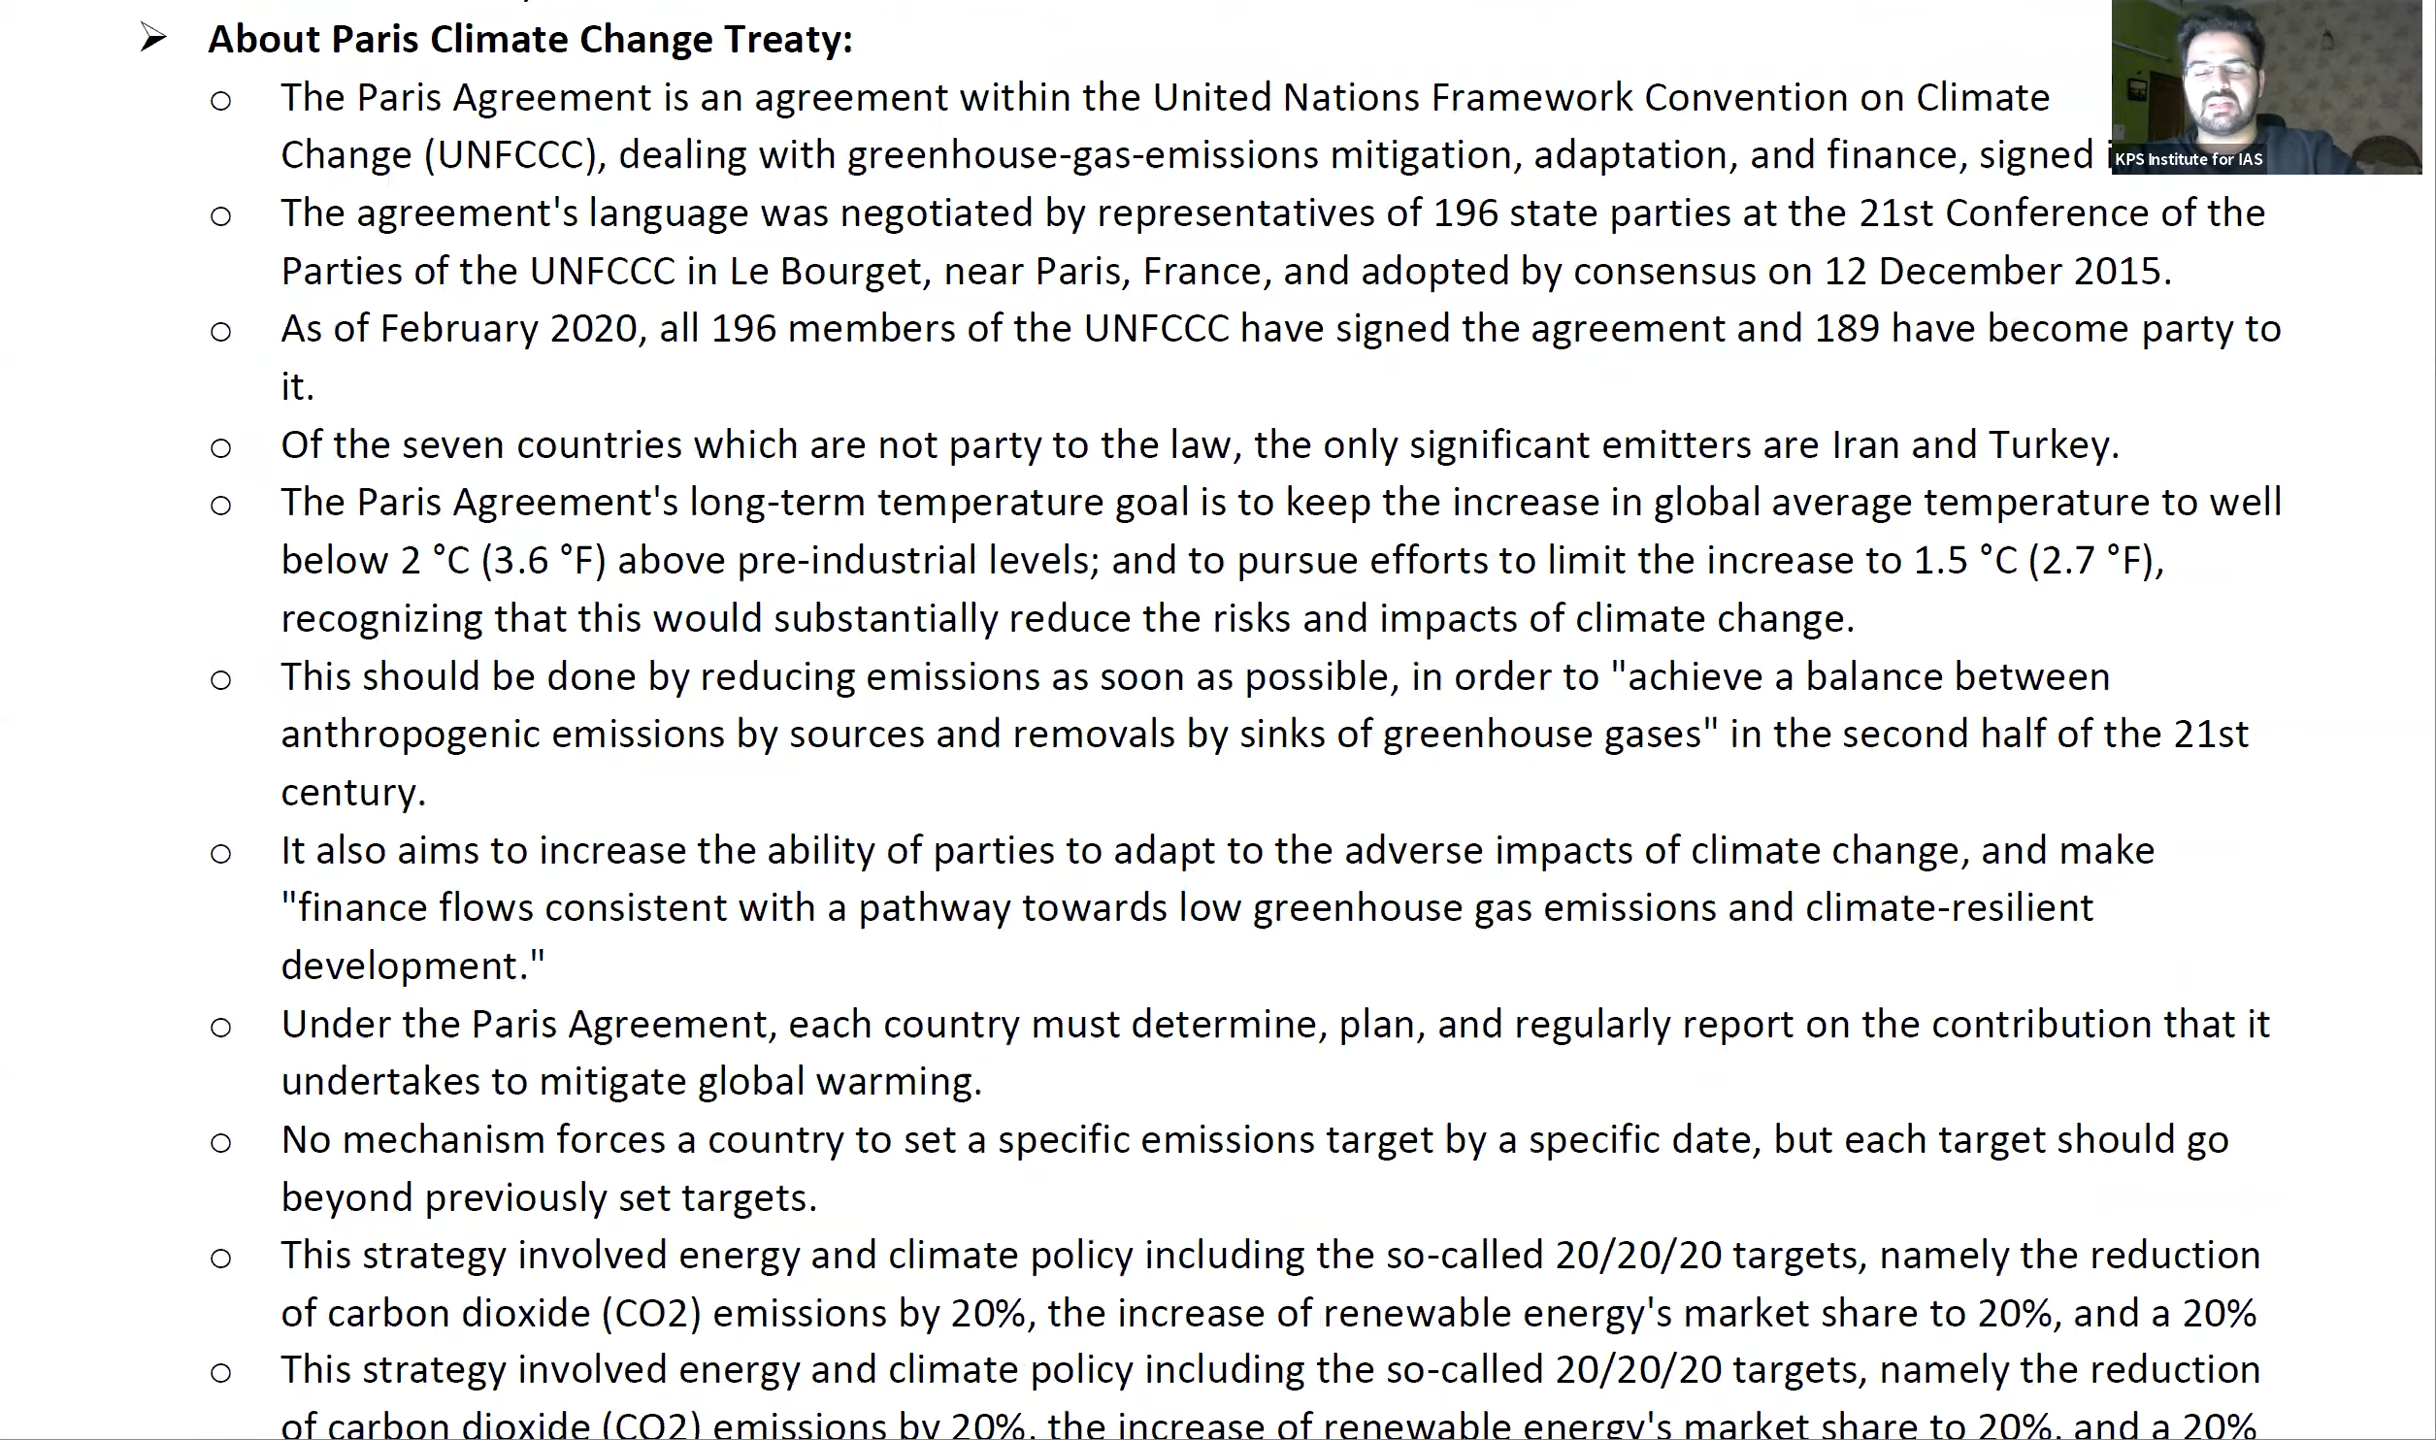 ➢ About Paris Climate Change Treaty:
o The Paris Agreement is an agreement within the United Nations Framework Convention on Climate
Change (UNFCCC), dealing with greenhouse-gas-emissions mitigation, adaptation, and finance, signed
KPS Institute for IAS
o The agreement's language was negotiated by representatives of 196 state parties at the 21st Conference of the
Parties of the UNFCCC in Le Bourget, near Paris, France, and adopted by consensus on 12 December 2015.
o As of February 2020, all 196 members of the UNFCCC have signed the agreement and 189 have become party to
it.
o Of the seven countries which are not party to the law, the only significant emitters are Iran and Turkey.
o The Paris Agreement's long-term temperature goal is to keep the increase in global average temperature to well
below 2 °C (3.6 °F) above pre-industrial levels; and to pursue efforts to limit the increase to 1.5 °C (2.7 °F),
recognizing that this would substantially reduce the risks and impacts of climate change.
o This should be done by reducing emissions as soon as possible, in order to "achieve a balance between
anthropogenic emissions by sources and removals by sinks of greenhouse gases" in the second half of the 21st
century.
o It also aims to increase the ability of parties to adapt to the adverse impacts of climate change, and make
"finance flows consistent with a pathway towards low greenhouse gas emissions and climate-resilient
development."
o Under the Paris Agreement, each country must determine, plan, and regularly report on the contribution that it
undertakes to mitigate global warming.
o No mechanism forces a country to set a specific emissions target by a specific date, but each target should go
beyond previously set targets.
o This strategy involved energy and climate policy including the so-called 20/20/20 targets, namely the reduction
of carbon dioxide (CO2) emissions by 20%, the increase of renewable energy's market share to 20%, and a 20%
o This strategy involved energy and climate policy including the so-called 20/20/20 targets, namely the reduction
of carbon dioxide (CO2) emissions by 20%, the increase of renewable energy's market share to 20%, and a 20%